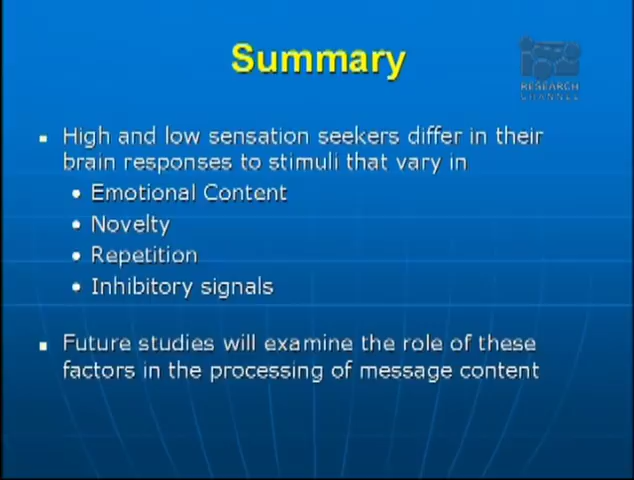 Summary
RESEARCH
CHANNEL
High and low sensation seekers differ in their
brain responses to stimuli that vary in
Emotional Content
Novelty
Repetition
Inhibitory signals
Future studies will examine the role of these
factors in the processing of message content